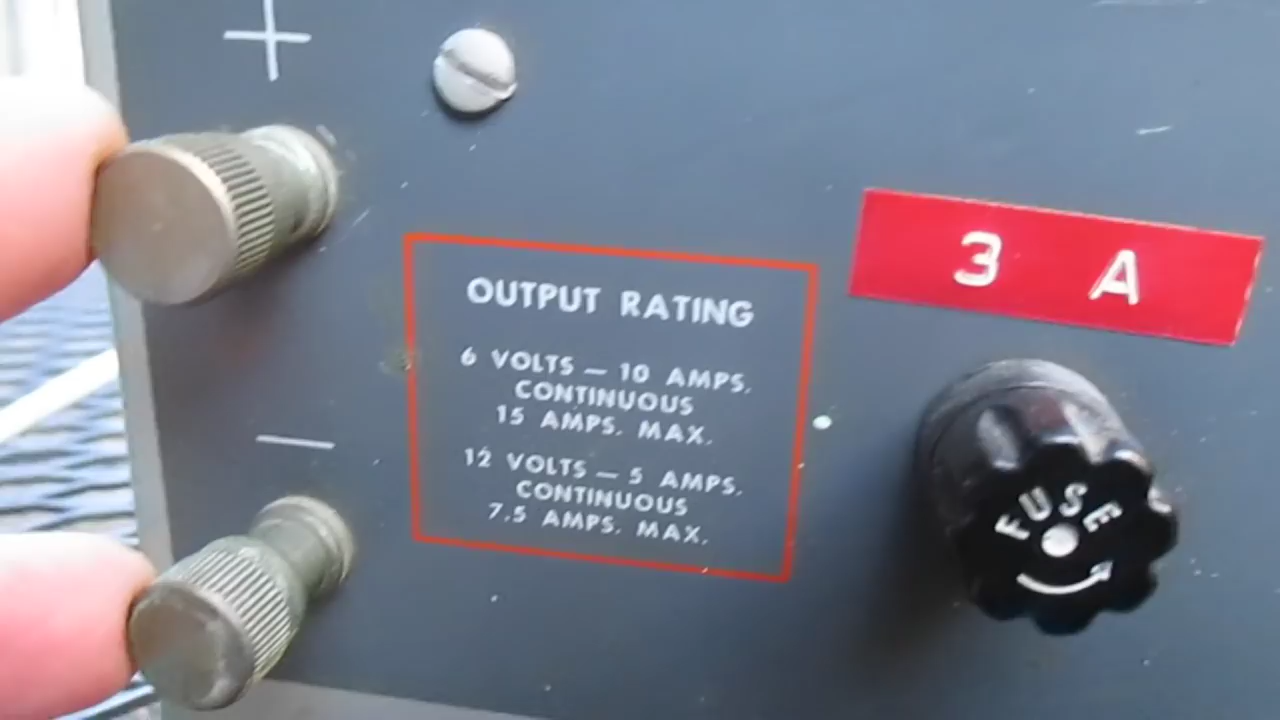 +
OUTPUT RATING
6 VOLTS — 10 AMPS.
CONTINUOUS
15 AMPS. MAX.
12 VOLTS — 5 AMPS.
CONTINUOUS
7.5 AMPS. MAX.
—
3 A
FUSE